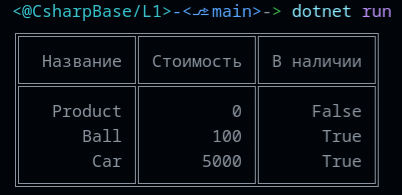 <@CsharpBase/L1>-<⎇main>-> dotnet run
Название Стоимость В наличии
Product 0 False
Ball 100 True
Car 5000 True